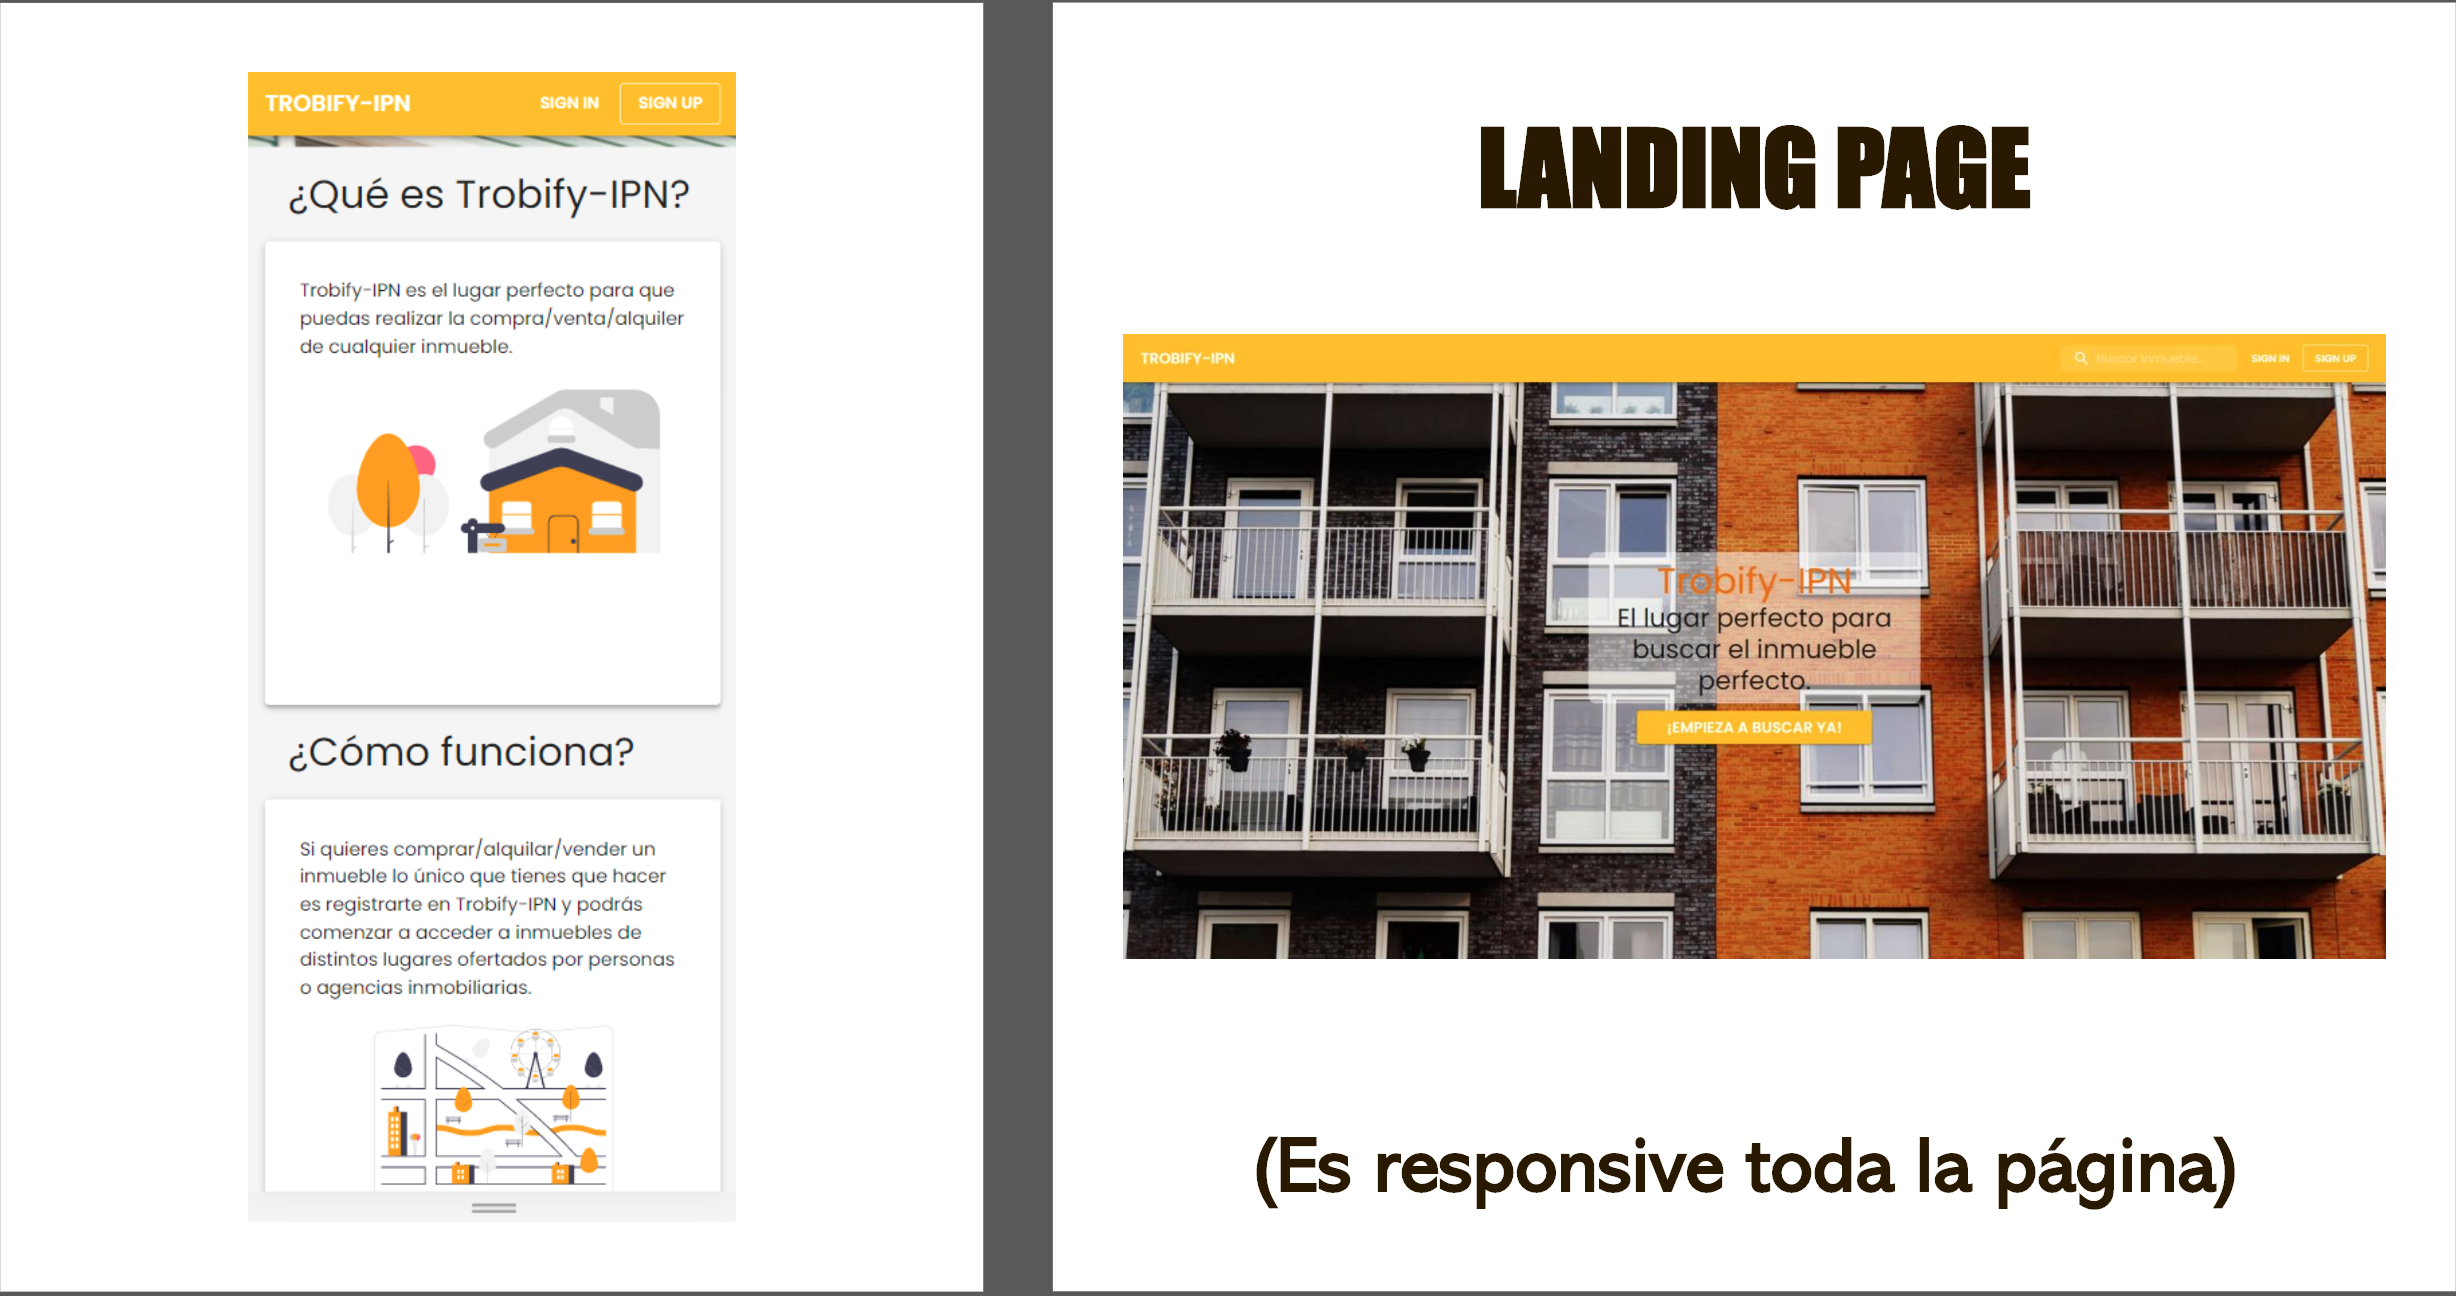 TROBIFY-IPN SIGN IN SIGN UP
¿Qué es Trobify-IPN?
Trobify-IPN es el lugar perfecto para que
puedas realizar la compra/venta/alquiler
de cualquier inmueble.
¿Cómo funciona?
Si quieres comprar/alquilar/vender un
inmueble lo único que tienes que hacer
es registrarte en Trobify-IPN y podrás
comenzar a acceder a inmuebles de
distintos lugares ofertados por personas
o agencias inmobiliarias.
LANDING PAGE
TROBIFY-IPN Buscar inmueble... SIGN IN SIGN UP
Trobify-IPN
El lugar perfecto para
buscar el inmueble
perfecto.
¡EMPIEZA A BUSCAR YA!
(Es responsive toda la página)